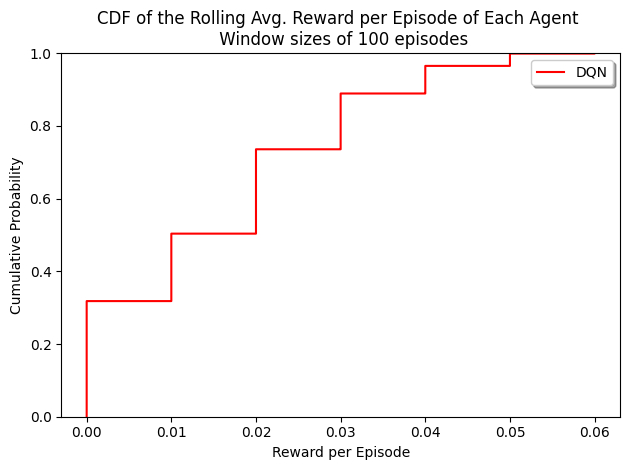 CDF of the Rolling Avg. Reward per Episode of Each Agent
Window sizes of 100 episodes
DQN
1.0
0.8
0.6
0.4
0.2
0.0
Cumulative Probability
0.00 0.01 0.02 0.03 0.04 0.05 0.06
Reward per Episode